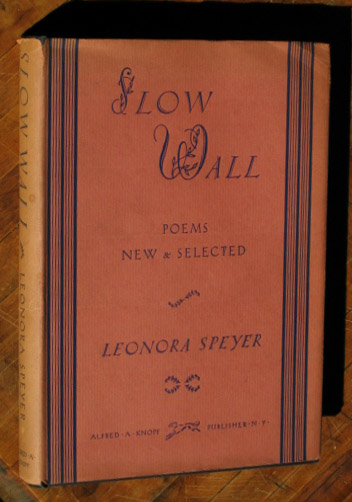 SLOW
WALL
POEMS
NEW & SELECTED
LEONORA SPEYER
ALFRED · A · KNOPF PUBLISHER · N · Y ·
SLOW WALL LEONORA SPEYER